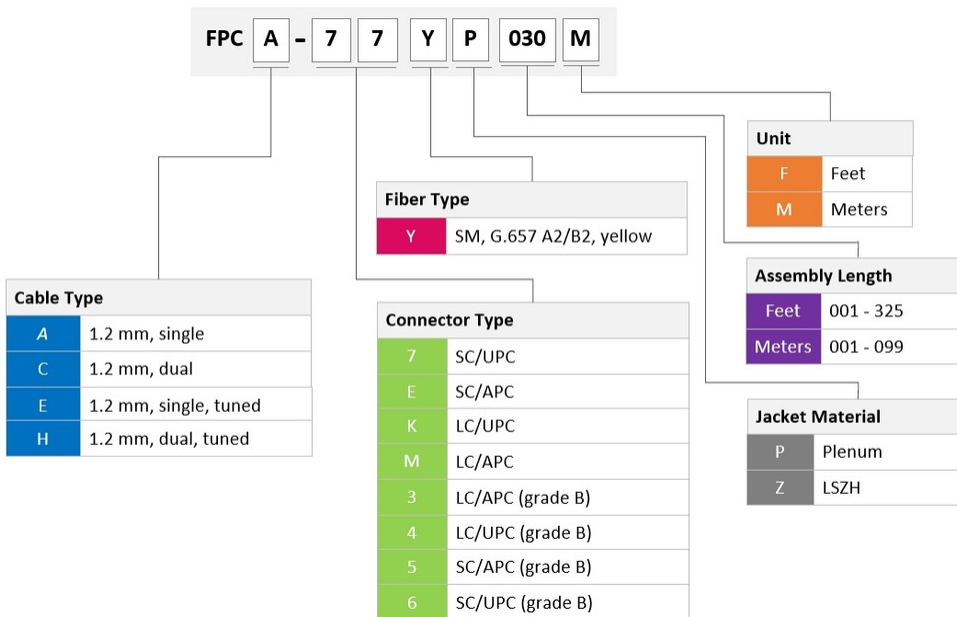 FPC A - 7 7 Y P 030 M
Unit
F Feet
M Meters
Fiber Type
Y SM, G.657 A2/B2, yellow
Assembly Length
Feet 001 - 325
Meters 001 - 099
Cable Type
A 1.2 mm, single
C 1.2 mm, dual
E 1.2 mm, single, tuned
H 1.2 mm, dual, tuned
Connector Type
7 SC/UPC
E SC/APC
K LC/UPC
M LC/APC
3 LC/APC (grade B)
4 LC/UPC (grade B)
5 SC/APC (grade B)
6 SC/UPC (grade B)
Jacket Material
P Plenum
Z LSZH